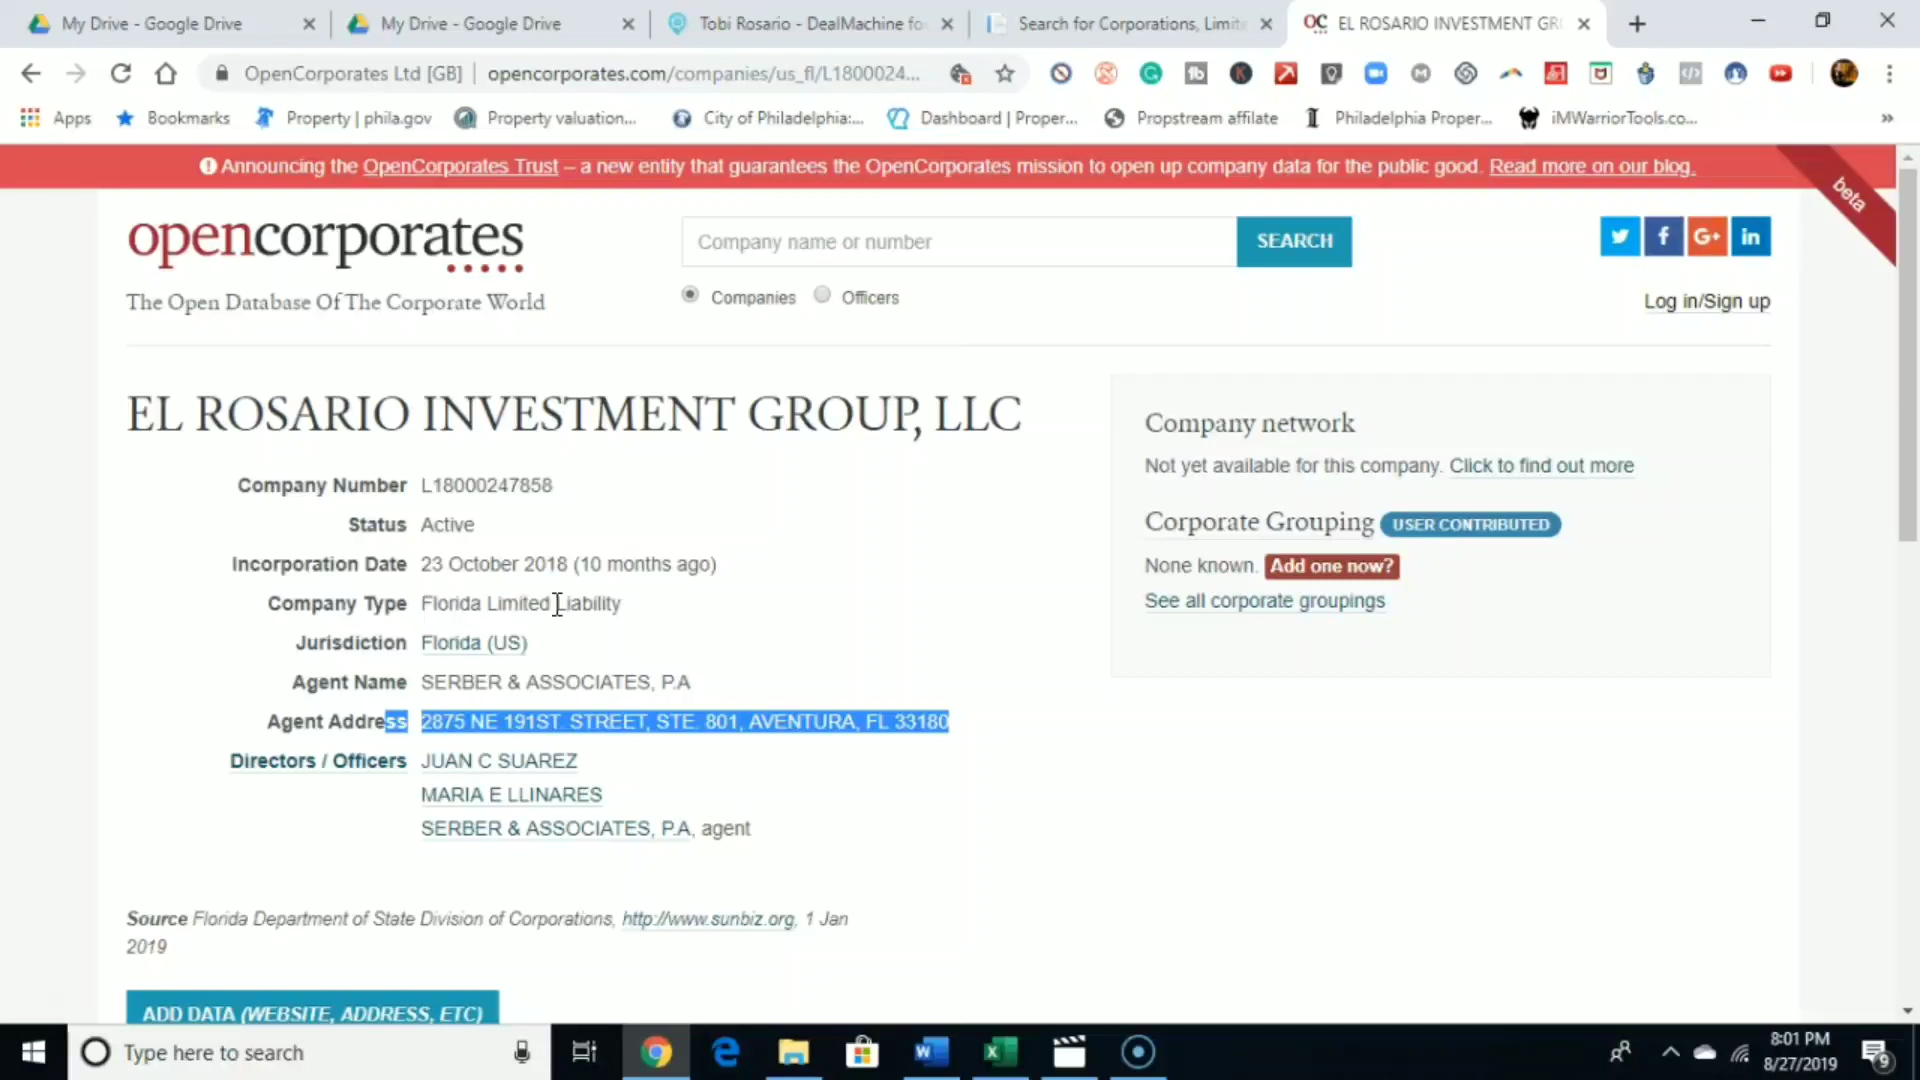 My Drive - Google Drive
My Drive - Google Drive
Tobi Rosario - DealMachine fo
Search for Corporations, Limite
OC EL ROSARIO INVESTMENT GR
OpenCorporates Ltd [GB] | opencorporates.com/companies/us_fl/L1800024...
Apps
Bookmarks
Property | phila.gov
Property valuation...
City of Philadelphia:...
Dashboard | Proper...
Propstream affilate
Philadelphia Proper...
iMWarriorTools.co...
»
Announcing the OpenCorporates Trust – a new entity that guarantees the OpenCorporates mission to open up company data for the public good. Read more on our blog.
beta
opencorporates
The Open Database Of The Corporate World
Company name or number
SEARCH
Companies
Officers
G+
in
Log in/Sign up
EL ROSARIO INVESTMENT GROUP, LLC
Company Number L18000247858
Status Active
Incorporation Date 23 October 2018 (10 months ago)
Company Type Florida Limited Liability
Jurisdiction Florida (US)
Agent Name SERBER & ASSOCIATES, P.A
Agent Address 2875 NE 191ST. STREET, STE. 801, AVENTURA, FL 33180
Directors / Officers JUAN C SUAREZ
MARIA E LLINARES
SERBER & ASSOCIATES, P.A, agent
Company network
Not yet available for this company. Click to find out more
Corporate Grouping USER CONTRIBUTED
None known. Add one now?
See all corporate groupings
Source Florida Department of State Division of Corporations, http://www.sunbiz.org, 1 Jan
2019
ADD DATA (WEBSITE, ADDRESS, ETC)
Type here to search
8:01 PM
8/27/2019
9